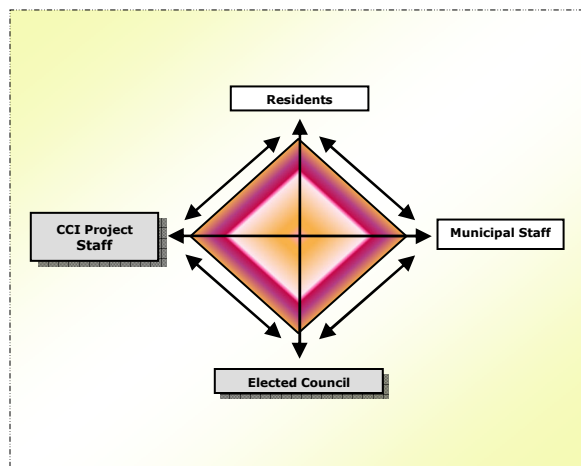 Residents
CCI Project
Staff
Municipal Staff
Elected Council